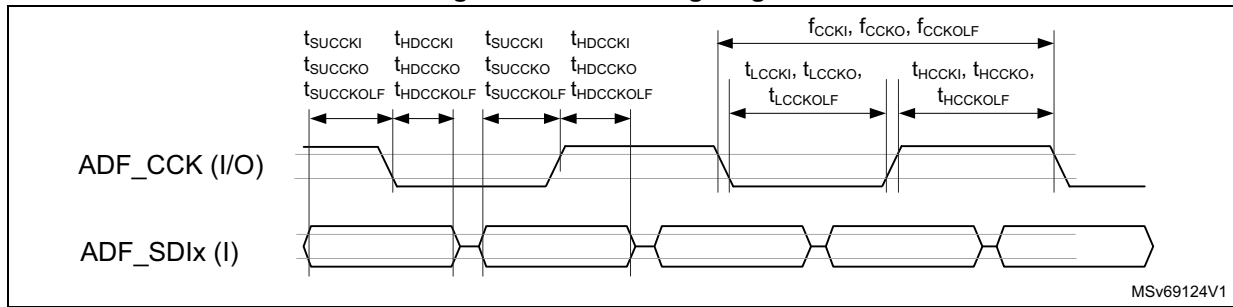 tSUCCKI tHDCCKI tSUCCKI tHDCCKI
tSUCCKO tHDCCKO tSUCCKO tHDCCKO
tSUCCKOLF tHDCCKOLF tSUCCKOLF tHDCCKOLF
fCCKI, fCCKO, fCCKOLF
tLCCKI, tLCCKO,
tLCCKOLF
tHCCKI, tHCCKO,
tHCCKOLF
ADF_CCK (I/O)
ADF_SDIx (I)
MSv69124V1